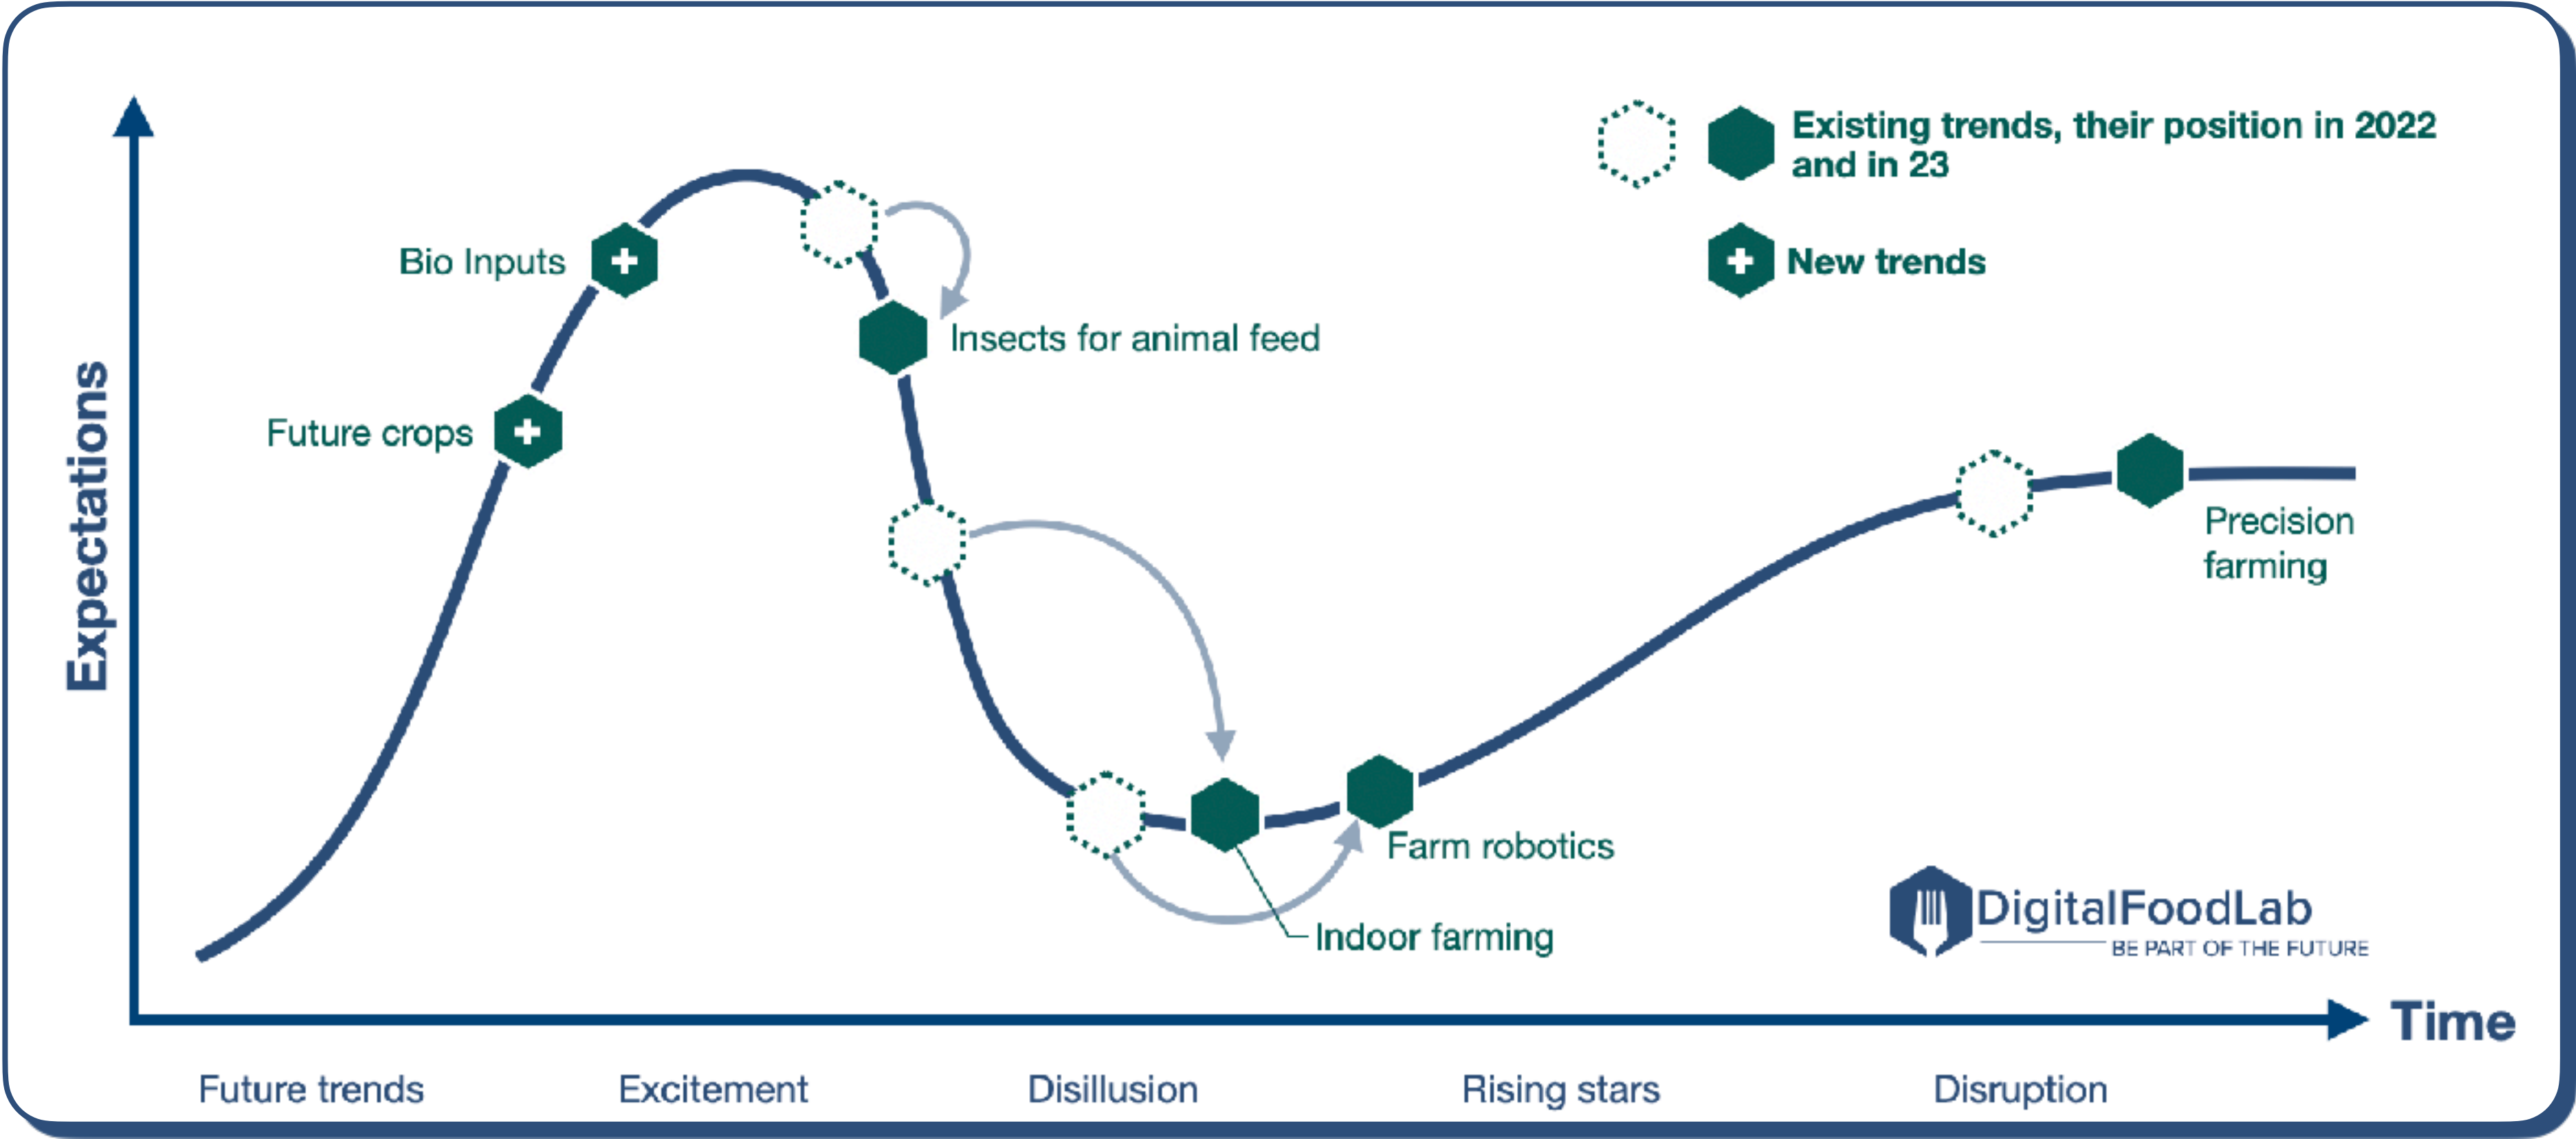 Existing trends, their position in 2022
and in 23
New trends
Bio Inputs
Insects for animal feed
Future crops
Expectations
Precision
farming
Farm robotics
Indoor farming
DigitalFoodLab
BE PART OF THE FUTURE
Time
Future trends
Excitement
Disillusion
Rising stars
Disruption